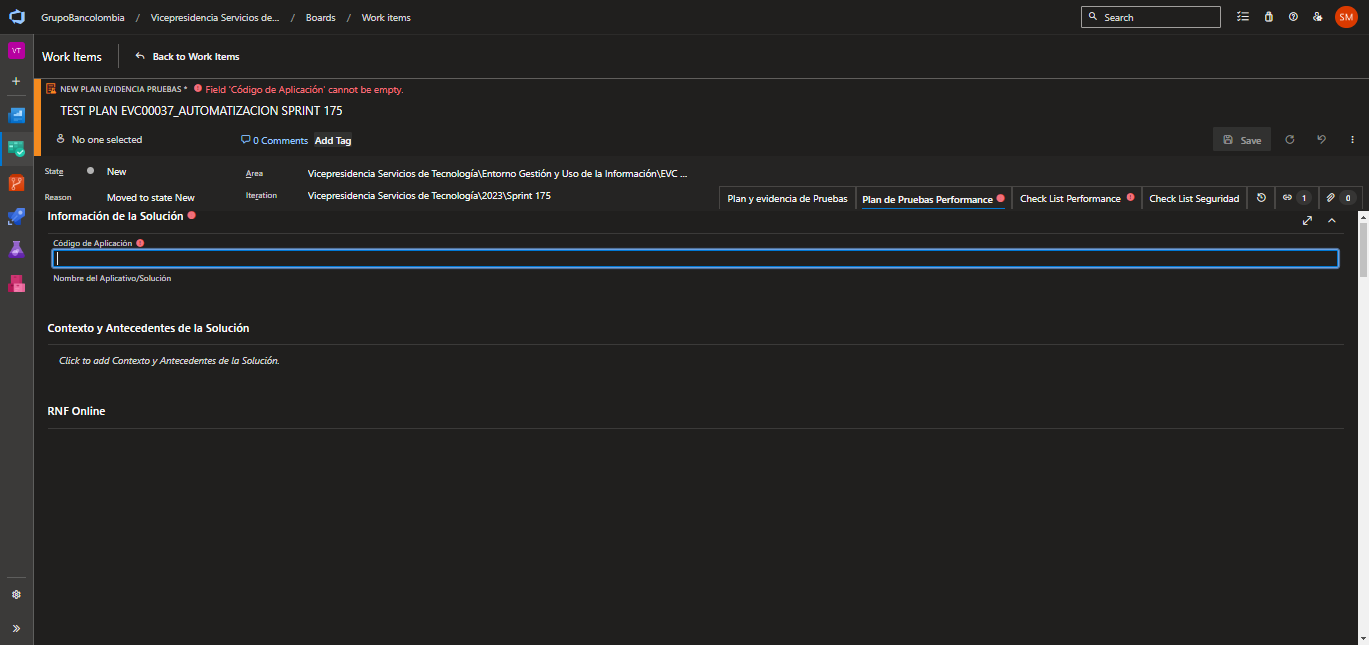 GrupoBancolombia / Vicepresidencia Servicios de... / Boards / Work items
Search
SM
VT
Work Items
Back to Work Items
NEW PLAN EVIDENCIA PRUEBAS * Field 'Código de Aplicación' cannot be empty.
TEST PLAN EVC00037_AUTOMATIZACION SPRINT 175
No one selected
0 Comments
Add Tag
Save
State
New
Area
Vicepresidencia Servicios de Tecnología\Entorno Gestión y Uso de la Información\EVC ...
Reason
Moved to state New
Iteration
Vicepresidencia Servicios de Tecnología\2023\Sprint 175
Plan y evidencia de Pruebas
Plan de Pruebas Performance
Check List Performance
Check List Seguridad
1
0
Información de la Solución
Código de Aplicación
Nombre del Aplicativo/Solución
Contexto y Antecedentes de la Solución
Click to add Contexto y Antecedentes de la Solución.
RNF Online